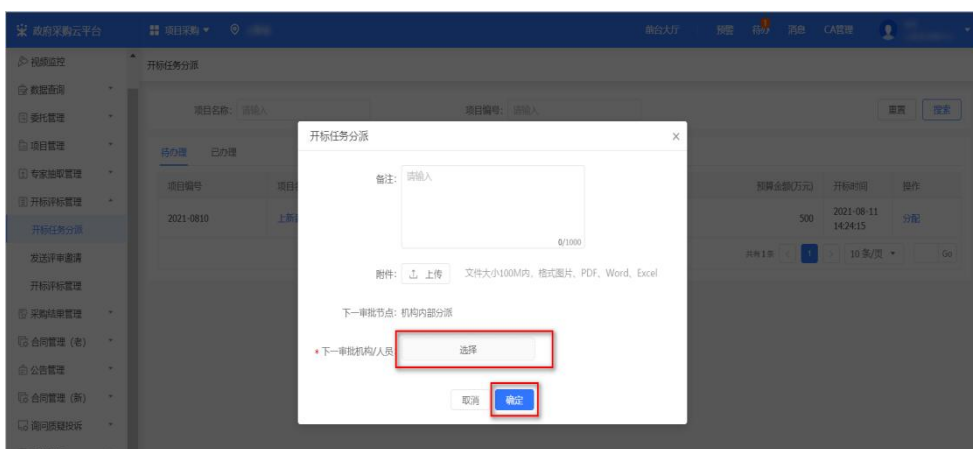 政府采购云平台 项目采购 前台大厅 预警 待办 消息 CA管理
视频监控
开标任务分派
数据查询
项目名称: 请输入 项目编号: 请输入 重置 搜索
委托管理
开标任务分派
项目管理
待办理 已办理
备注: 请输入
专家抽取管理
项目编号 预算金额(万元) 开标时间 操作
开标评标管理
2021-0810 500 2021-08-11 14:24:15 分配
开标任务分派
0/1000
发送评审邀请
共有1条 1 10 条/页 Go
附件: 上传 文件大小100M内、格式图片、PDF、Word、Excel
开标评标管理
下一审批节点: 机构内部分派
采购结果管理
合同管理(老)
* 下一审批机构/人员 选择
公告管理
合同管理(新)
取消 确定
询问质疑投诉